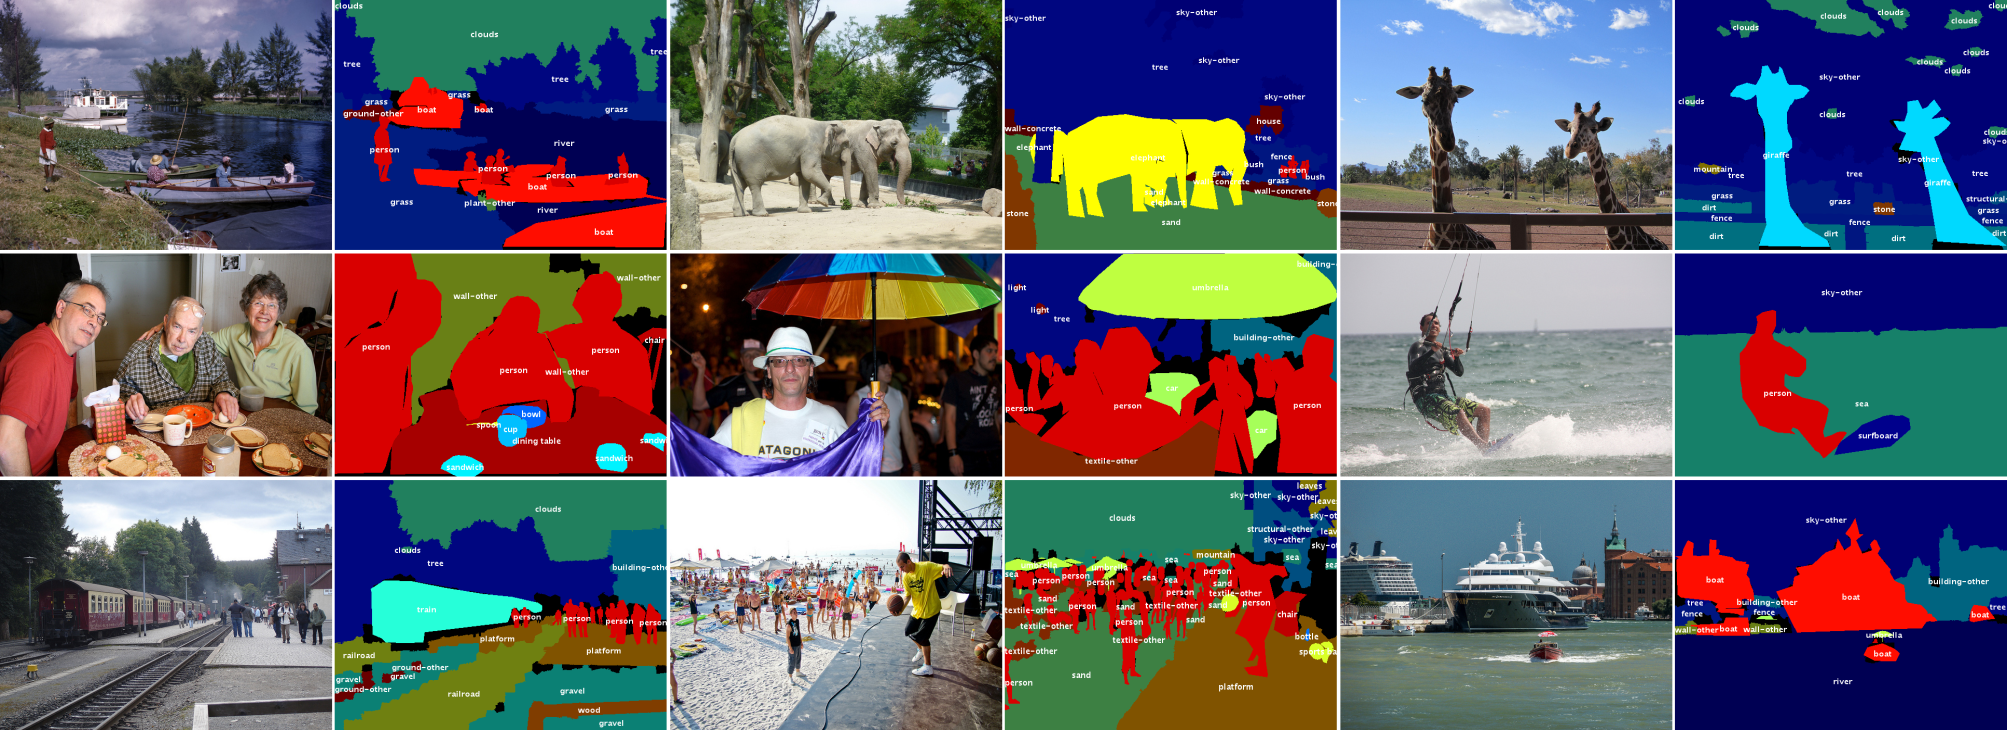 clouds
clouds
tree
tree
tree
grass
grass
ground-other
boat
boat
grass
person
river
person
person
person
boat
grass
plant-other
river
boat
sky-other
sky-other
tree
sky-other
sky-other
house
wall-concrete
tree
elephant
elephant
fence
bush
person
grass
wall-concrete
grass
bush
wall-concrete
sand
elephant
stone
stone
sand
clouds
clouds
clouds
clouds
clouds
clouds
clouds
sky-other
clouds
clouds
clouds
giraffe
sky-other
mountain
tree
tree
tree
giraffe
grass
grass
structural-
dirt
stone
grass
fence
fence
fence
dirt
dirt
dirt
dirt
wall-other
wall-other
person
person
chair
person
wall-other
bowl
spoon
cup
dining table
sandwich
sandw
sandwich
ATAGON
AIN'T
building-
light
umbrella
light
tree
building-other
car
person
person
person
car
textile-other
sky-other
person
sea
surfboard
clouds
clouds
tree
building-othe
train
person
person
person
person
platform
railroad
platform
ground-other
gravel
gravel
ground-other
railroad
gravel
wood
gravel
leaves
sky-other
sky-other
leaves
clouds
sky-ot
structural-other
leav
sky-other
sky-ot
mountain
sea
sea
umbrella
umbrella
sea
sea
person
person
person
sea
sea
sand
person
textile-other
sand
person
sand
textile-other
sand
person
textile-other
chair
textile-other
person
sand
textile-other
bottle
textile-other
sports ba
sand
person
platform
sky-other
boat
building-other
boat
tree
building-other
tree
fence
fence
boat
wall-other
boat
wall-other
umbrella
boat
river